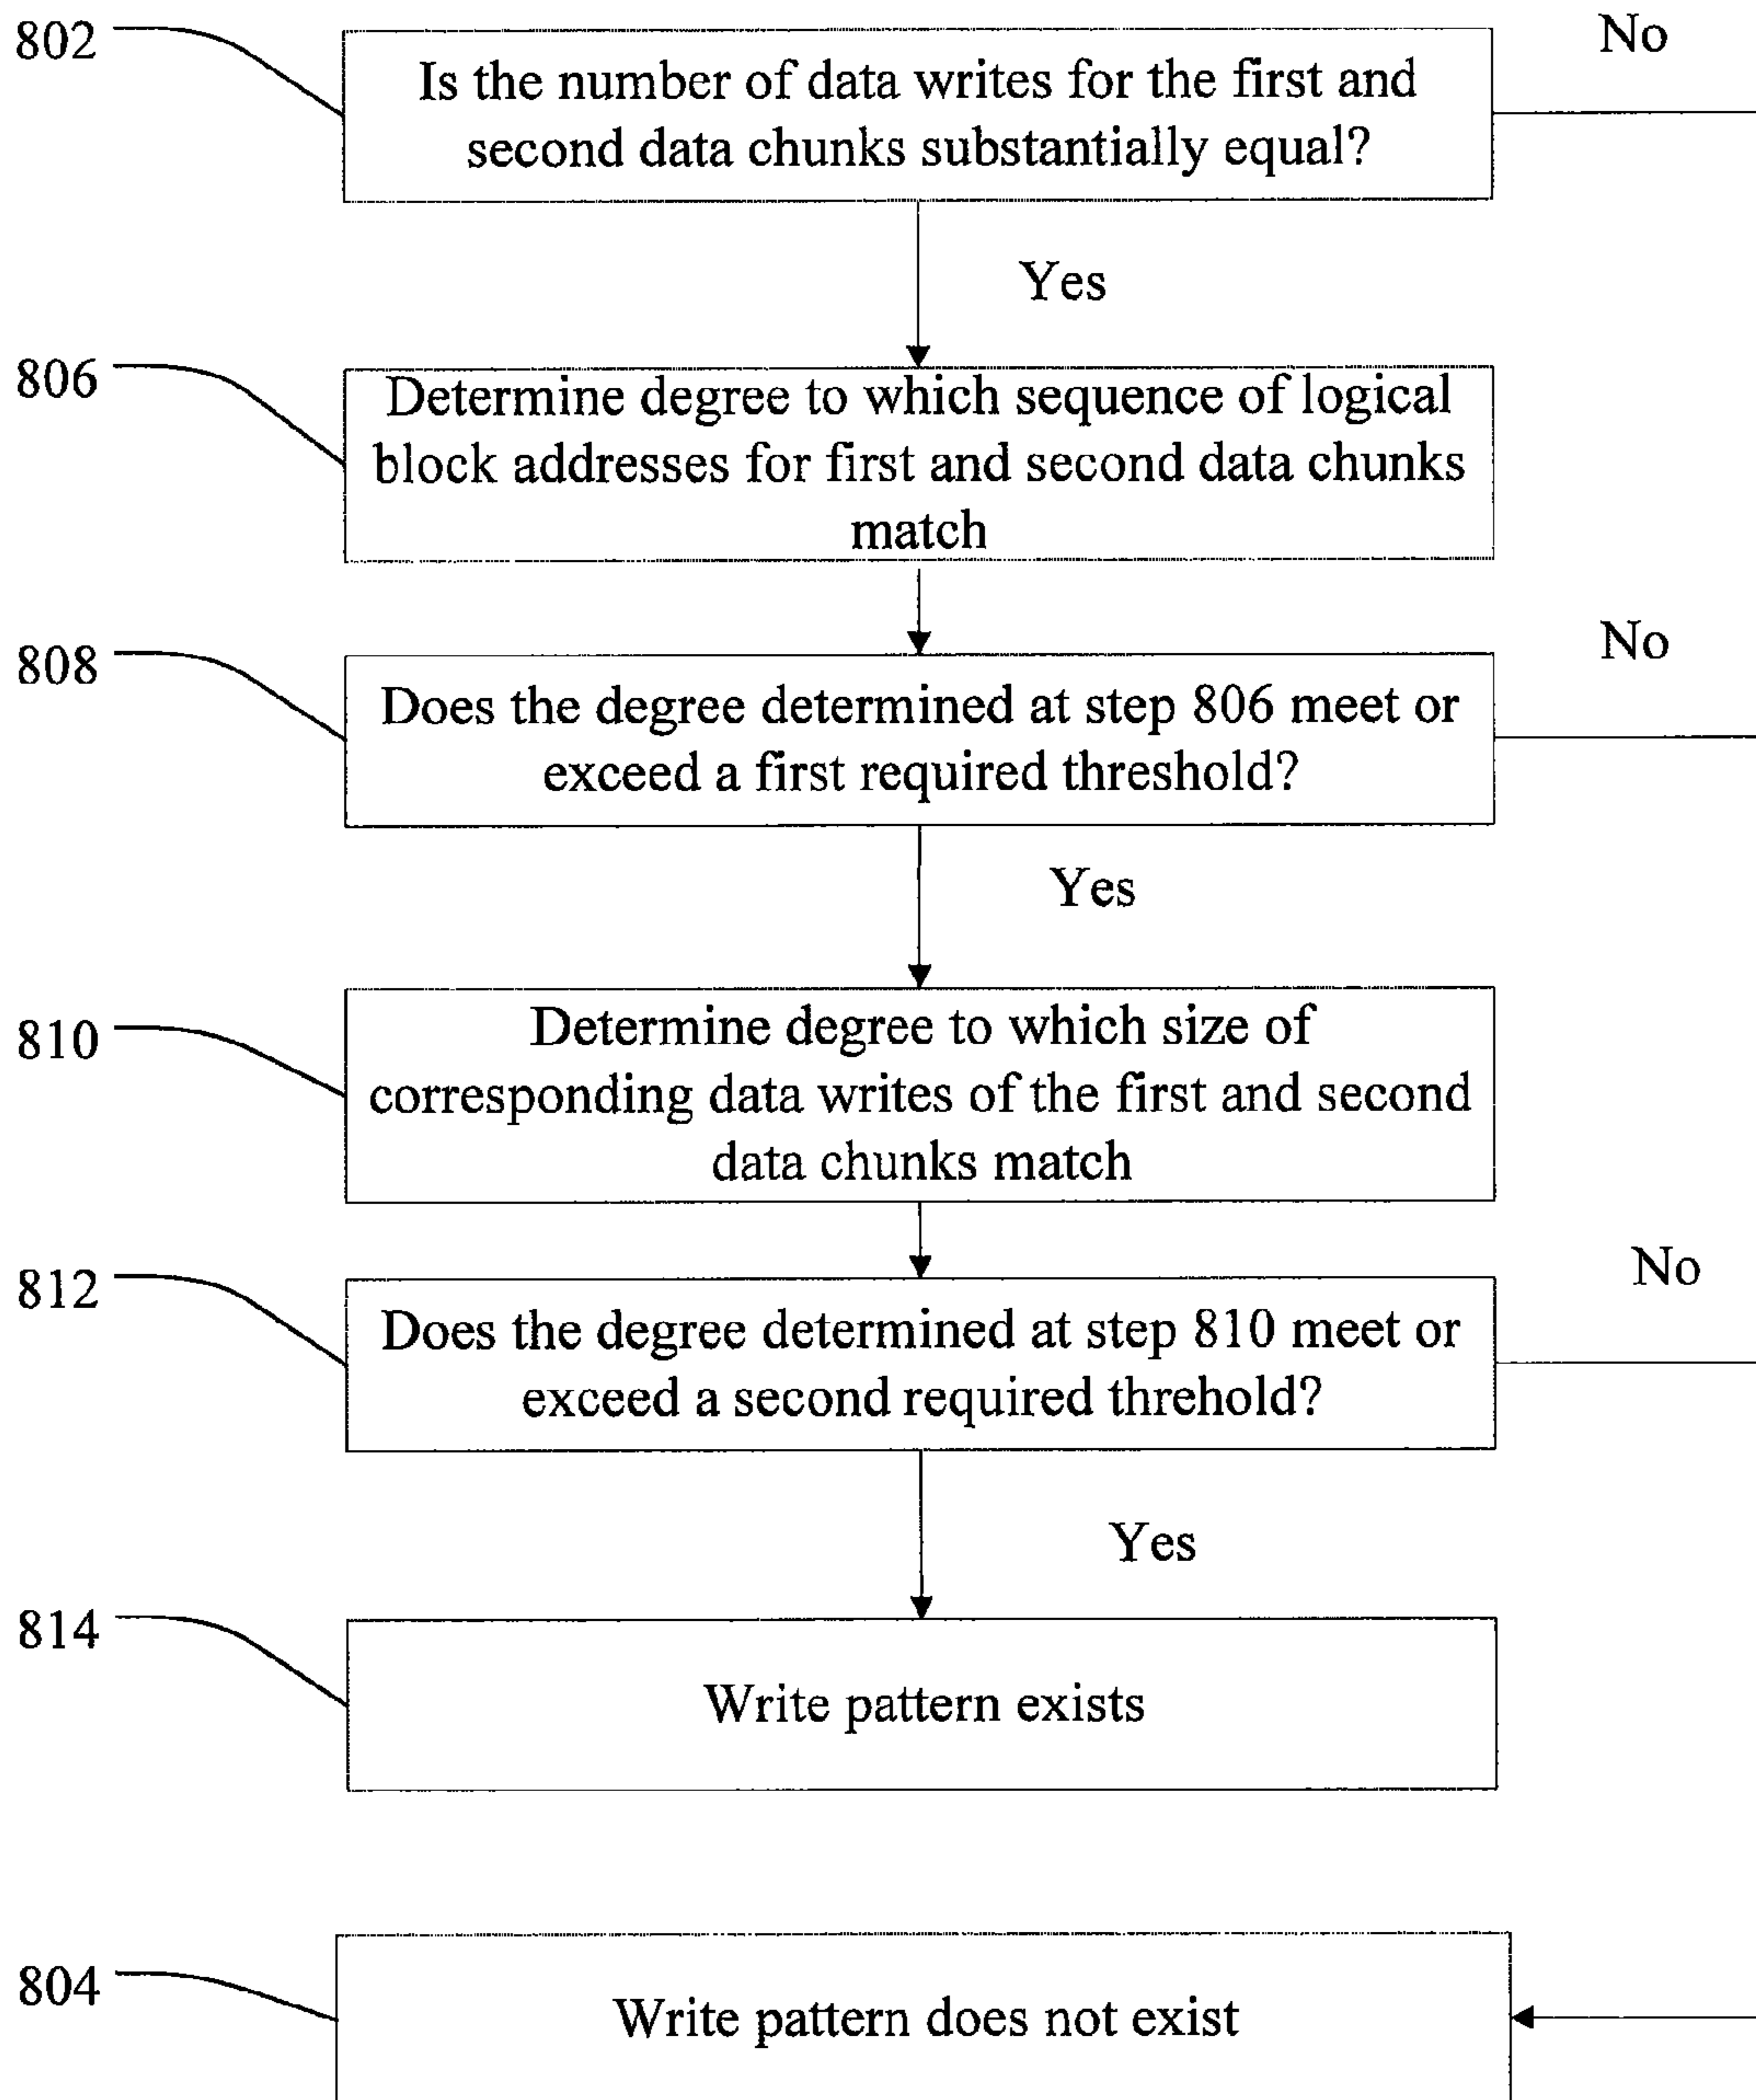 802
No
Is the number of data writes for the first and
second data chunks substantially equal?
Yes
806
Determine degree to which sequence of logical
block addresses for first and second data chunks
match
808
No
Does the degree determined at step 806 meet or
exceed a first required threshold?
Yes
810
Determine degree to which size of
corresponding data writes of the first and second
data chunks match
812
No
Does the degree determined at step 810 meet or
exceed a second required threhold?
Yes
814
Write pattern exists
804
Write pattern does not exist